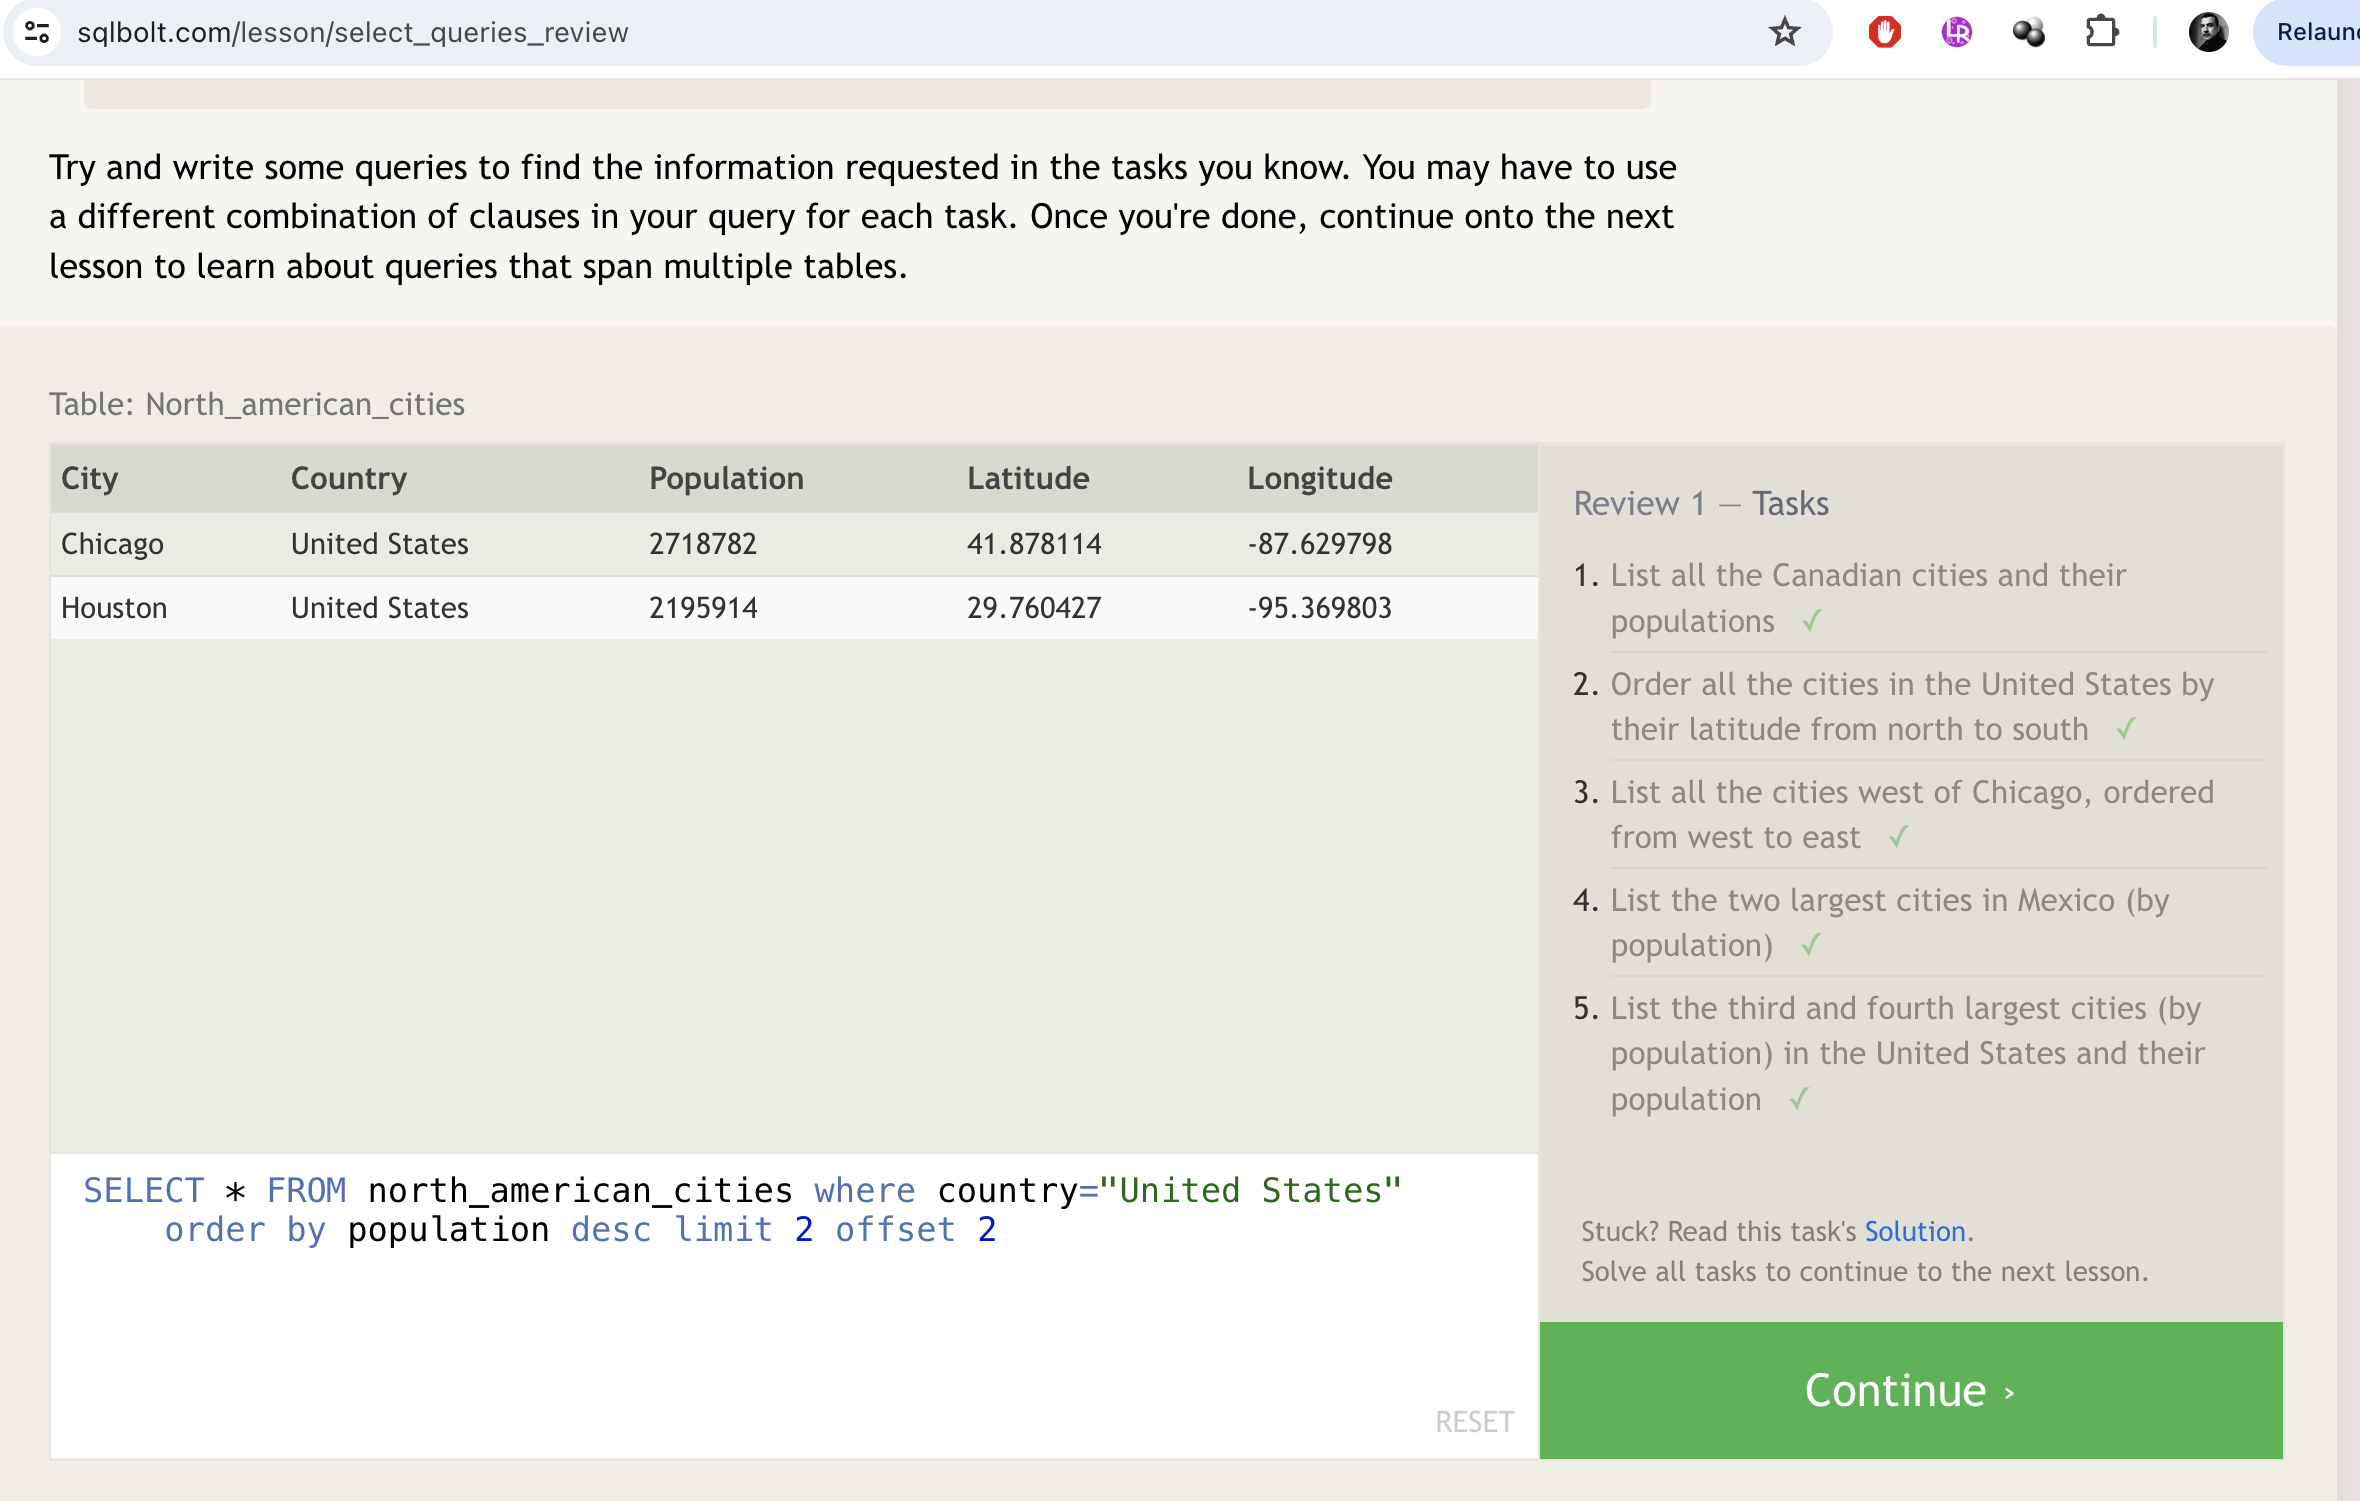 sqlbolt.com/lesson/select_queries_review
Relaun
Try and write some queries to find the information requested in the tasks you know. You may have to use
a different combination of clauses in your query for each task. Once you're done, continue onto the next
lesson to learn about queries that span multiple tables.
Table: North_american_cities
City Country Population Latitude Longitude
Chicago United States 2718782 41.878114 -87.629798
Houston United States 2195914 29.760427 -95.369803
SELECT * FROM north_american_cities where country="United States"
order by population desc limit 2 offset 2
RESET
Review 1 — Tasks
1. List all the Canadian cities and their
populations ✓
2. Order all the cities in the United States by
their latitude from north to south ✓
3. List all the cities west of Chicago, ordered
from west to east ✓
4. List the two largest cities in Mexico (by
population) ✓
5. List the third and fourth largest cities (by
population) in the United States and their
population ✓
Stuck? Read this task's Solution.
Solve all tasks to continue to the next lesson.
Continue ›